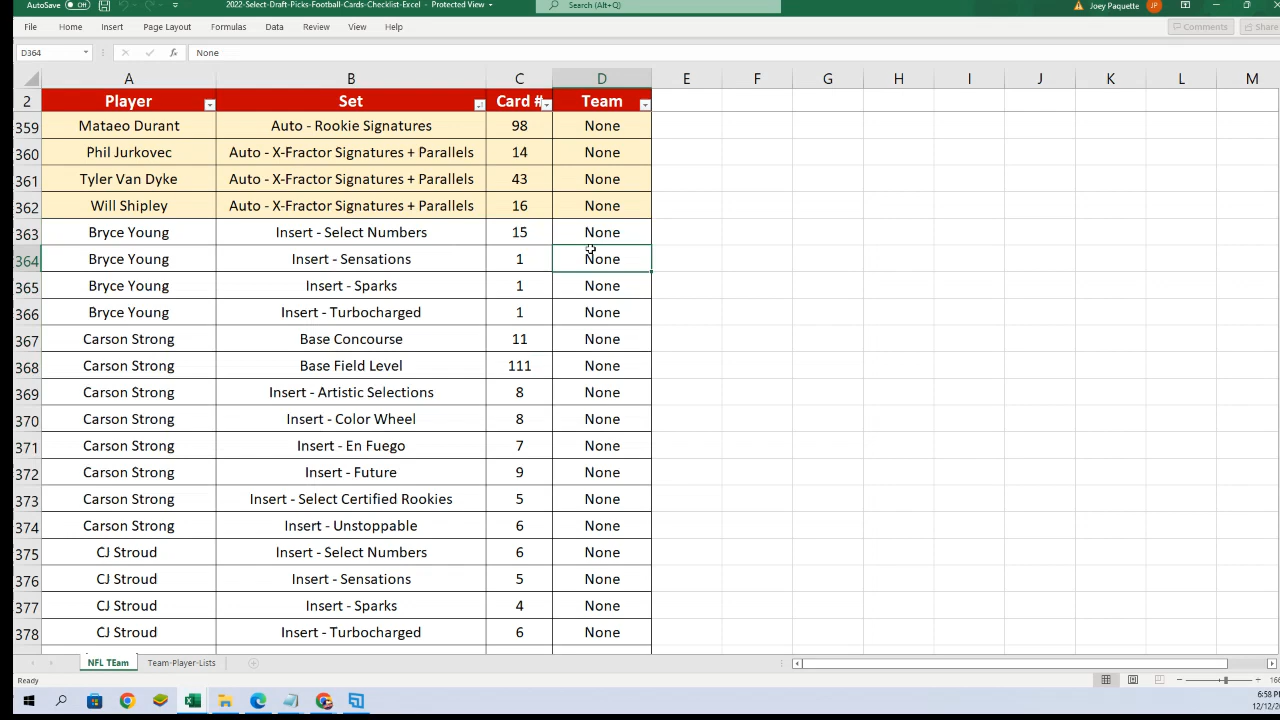 AutoSave Off 2022-Select-Draft-Picks-Football-Cards-Checklist-Excel - Protected View Search (Alt+Q) Joey Paquette JP
File Home Insert Page Layout Formulas Data Review View Help Comments Share
D364 fx None
A B C D E F G H I J K L M
2 Player Set Card # Team
359 Mataeo Durant Auto - Rookie Signatures 98 None
360 Phil Jurkovec Auto - X-Fractor Signatures + Parallels 14 None
361 Tyler Van Dyke Auto - X-Fractor Signatures + Parallels 43 None
362 Will Shipley Auto - X-Fractor Signatures + Parallels 16 None
363 Bryce Young Insert - Select Numbers 15 None
364 Bryce Young Insert - Sensations 1 None
365 Bryce Young Insert - Sparks 1 None
366 Bryce Young Insert - Turbocharged 1 None
367 Carson Strong Base Concourse 11 None
368 Carson Strong Base Field Level 111 None
369 Carson Strong Insert - Artistic Selections 8 None
370 Carson Strong Insert - Color Wheel 8 None
371 Carson Strong Insert - En Fuego 7 None
372 Carson Strong Insert - Future 9 None
373 Carson Strong Insert - Select Certified Rookies 5 None
374 Carson Strong Insert - Unstoppable 6 None
375 CJ Stroud Insert - Select Numbers 6 None
376 CJ Stroud Insert - Sensations 5 None
377 CJ Stroud Insert - Sparks 4 None
378 CJ Stroud Insert - Turbocharged 6 None
NFL TEam Team-Player-Lists
Ready
6:58 PM
12/12/2